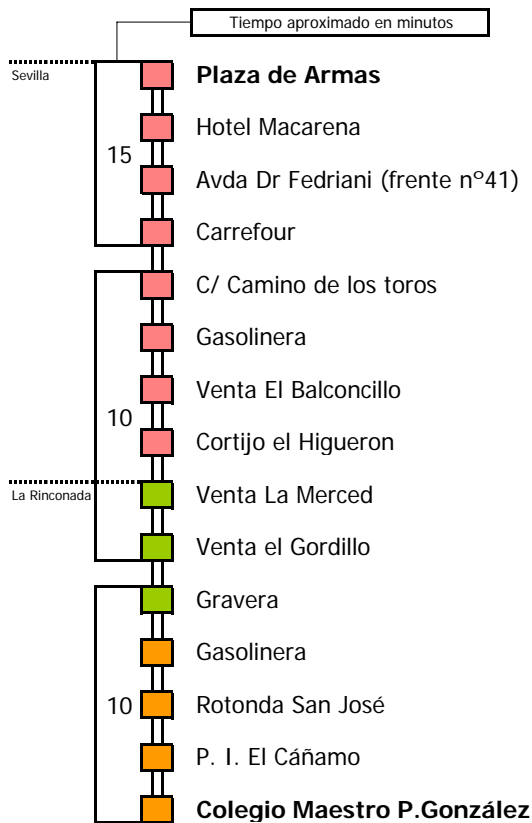 Tiempo aproximado en minutos
Sevilla
Plaza de Armas
Hotel Macarena
15
Avda Dr Fedriani (frente nº41)
Carrefour
C/ Camino de los toros
Gasolinera
Venta El Balconcillo
10
Cortijo el Higueron
La Rinconada
Venta La Merced
Venta el Gordillo
Gravera
Gasolinera
10
Rotonda San José
P. I. El Cáñamo
Colegio Maestro P.González